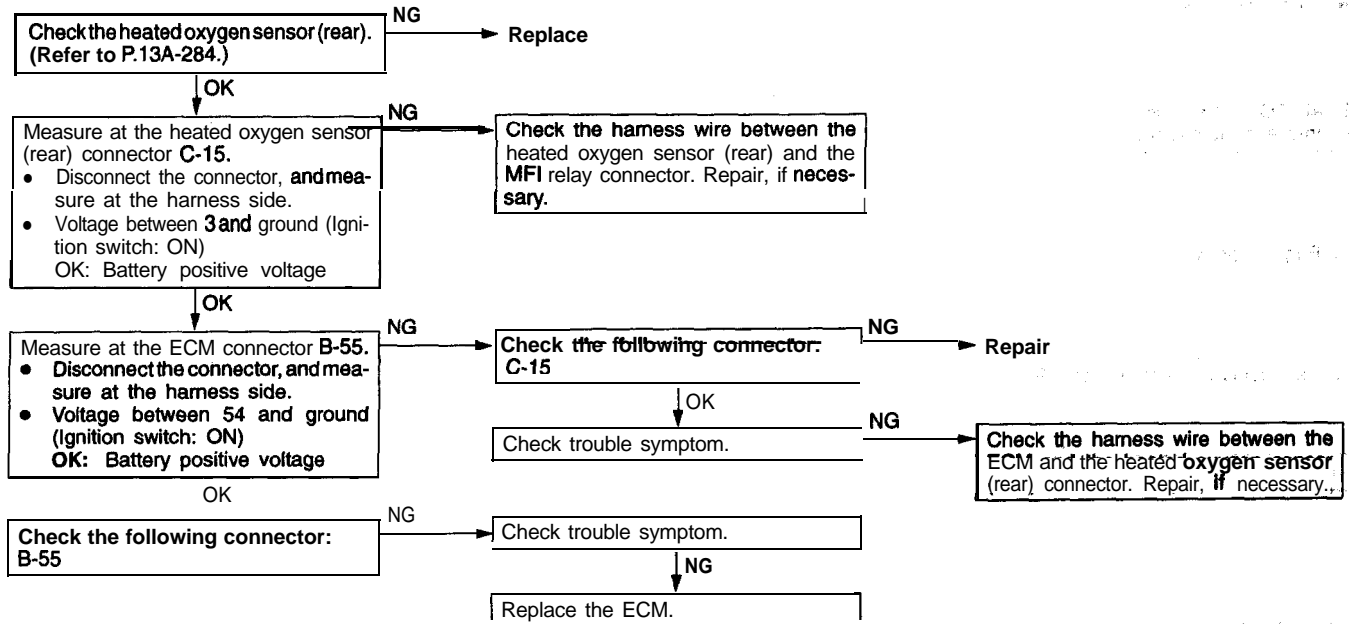 Check the heated oxygen sensor (rear).
(Refer to P.13A-284.)
NG
Replace
OK
Measure at the heated oxygen sensor
(rear) connector C-15.
● Disconnect the connector, and mea-
sure at the harness side.
● Voltage between 3 and ground (Igni-
tion switch: ON)
OK: Battery positive voltage
NG
Check the harness wire between the
heated oxygen sensor (rear) and the
MFI relay connector. Repair, if neces-
sary.
OK
Measure at the ECM connector B-55.
● Disconnect the connector, and mea-
sure at the harness side.
● Voltage between 54 and ground
(Ignition switch: ON)
OK: Battery positive voltage
NG
Check the following connector:
C-15
NG
Repair
OK
Check trouble symptom.
NG
Check the harness wire between the
ECM and the heated oxygen sensor
(rear) connector. Repair, if necessary.
OK
Check the following connector:
B-55
NG
Check trouble symptom.
NG
Replace the ECM.